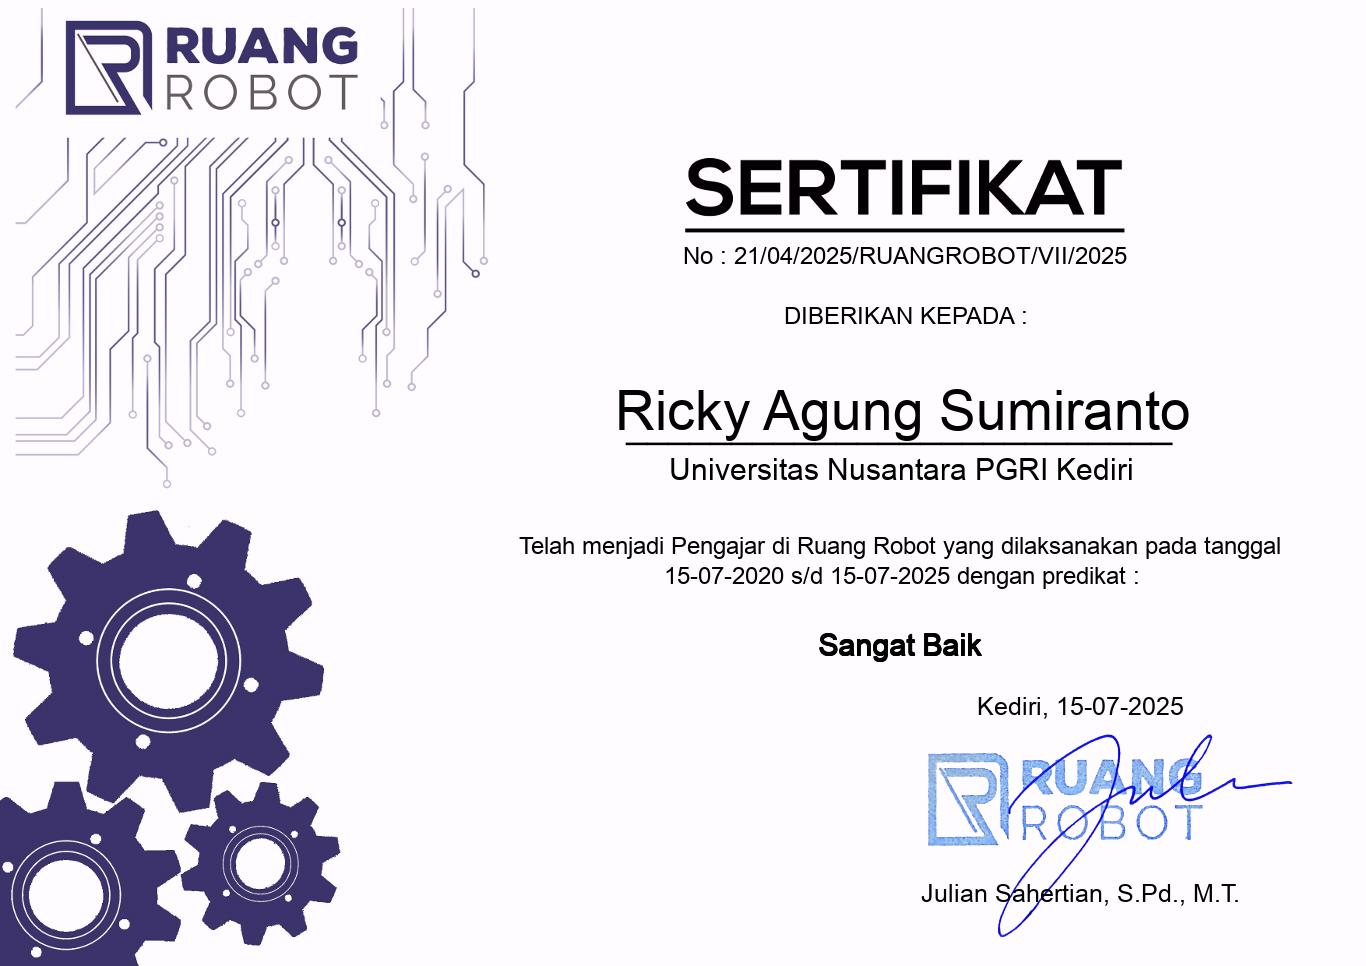 RUANG
ROBOT
SERTIFIKAT
No : 21/04/2025/RUANGROBOT/VII/2025
DIBERIKAN KEPADA :
Ricky Agung Sumiranto
Universitas Nusantara PGRI Kediri
Telah menjadi Pengajar di Ruang Robot yang dilaksanakan pada tanggal
15-07-2020 s/d 15-07-2025 dengan predikat :
Sangat Baik
Kediri, 15-07-2025
RUANG
ROBOT
Julian Sahertian, S.Pd., M.T.